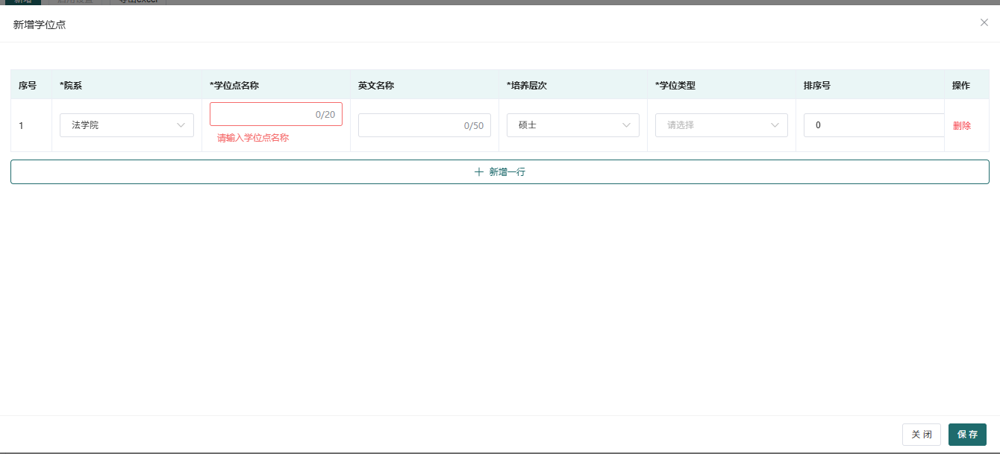 新增学位点
序号 *院系 *学位点名称 英文名称 *培养层次 *学位类型 排序号 操作
1 法学院 0/20 0/50 硕士 请选择 0 删除
请输入学位点名称
新增一行
关闭 保存